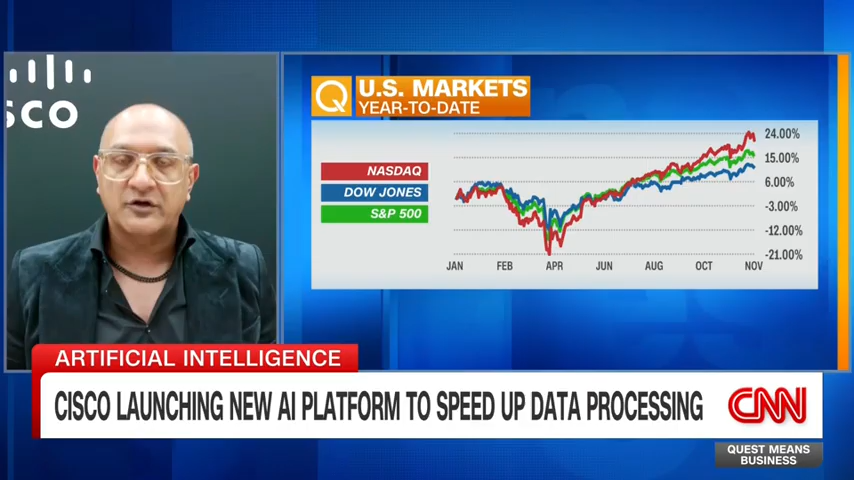 ISCO
Q
U.S. MARKETS
YEAR-TO-DATE
NASDAQ
DOW JONES
S&P 500
24.00%
15.00%
6.00%
-3.00%
-12.00%
-21.00%
JAN FEB APR JUN AUG OCT NOV
ARTIFICIAL INTELLIGENCE
CISCO LAUNCHING NEW AI PLATFORM TO SPEED UP DATA PROCESSING
CNN
QUEST MEANS
BUSINESS